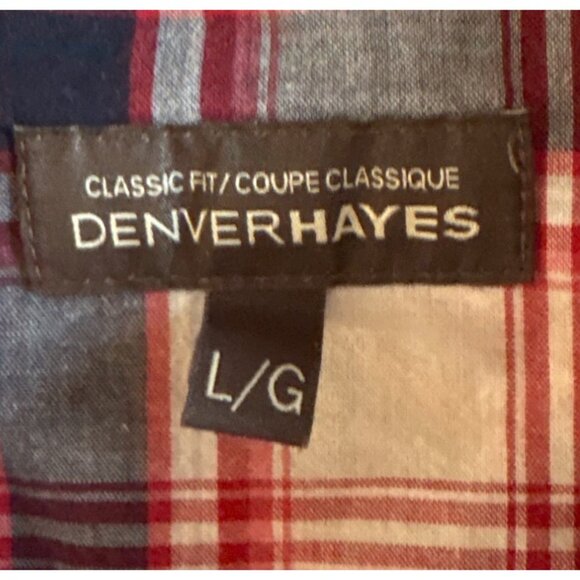 CLASSIC FIT/COUPE CLASSIQUE
DENVERHAYES
L/G